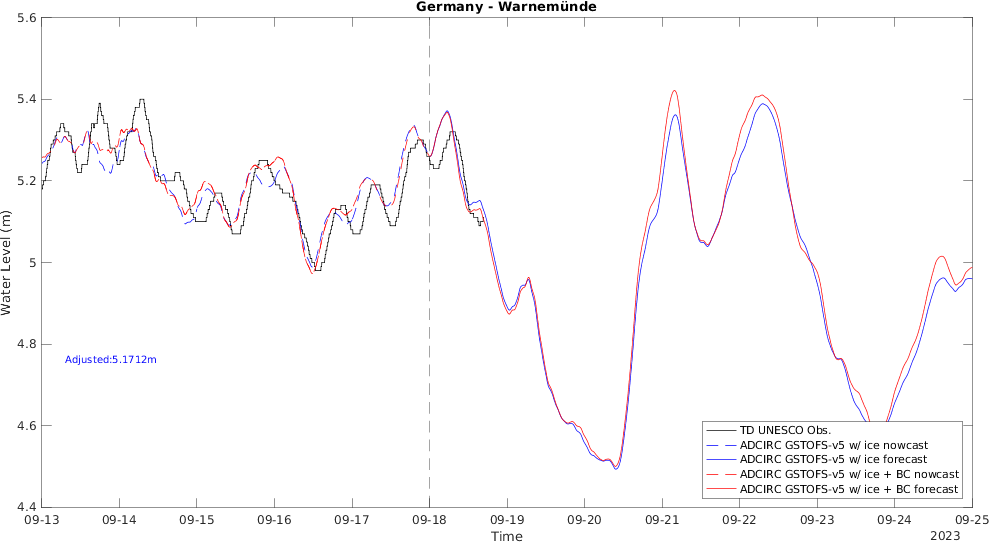 Germany - Warnemünde
5.6
5.4
5.2
5
4.8
4.6
4.4
Water Level (m)
Adjusted:5.1712m
TD UNESCO Obs.
ADCIRC GSTOFS-v5 w/ ice nowcast
ADCIRC GSTOFS-v5 w/ ice forecast
ADCIRC GSTOFS-v5 w/ ice + BC nowcast
ADCIRC GSTOFS-v5 w/ ice + BC forecast
09-13 09-14 09-15 09-16 09-17 09-18 09-19 09-20 09-21 09-22 09-23 09-24 09-25
Time
2023